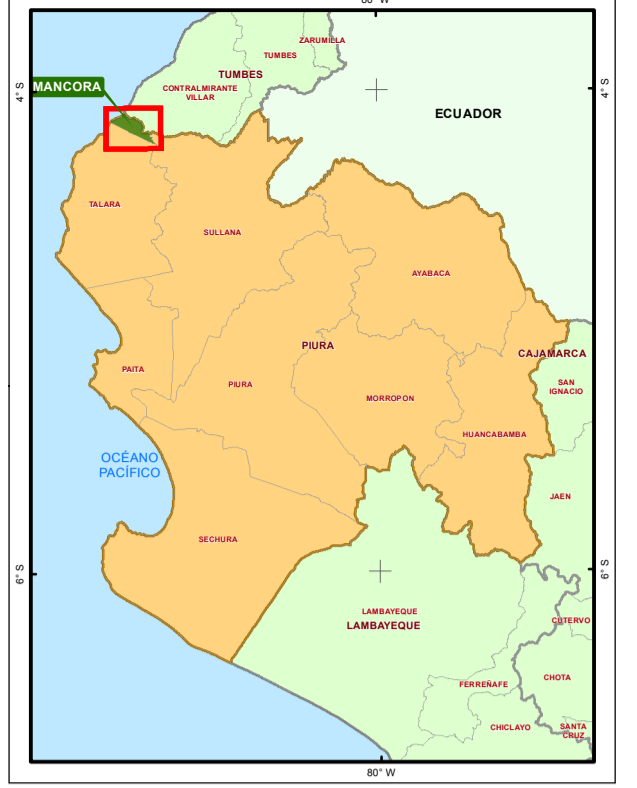 80° W
ZARUMILLA
TUMBES
TUMBES
MANCORA
CONTRALMIRANTE
VILLAR
4° S
4° S
ECUADOR
TALARA
SULLANA
AYABACA
PIURA
CAJAMARCA
PAITA
PIURA
SAN
IGNACIO
MORROPON
HUANCABAMBA
OCÉANO
PACÍFICO
JAEN
SECHURA
6° S
6° S
LAMBAYEQUE
LAMBAYEQUE
CUTERVO
FERREÑAFE
CHOTA
CHICLAYO
SANTA
CRUZ
80° W